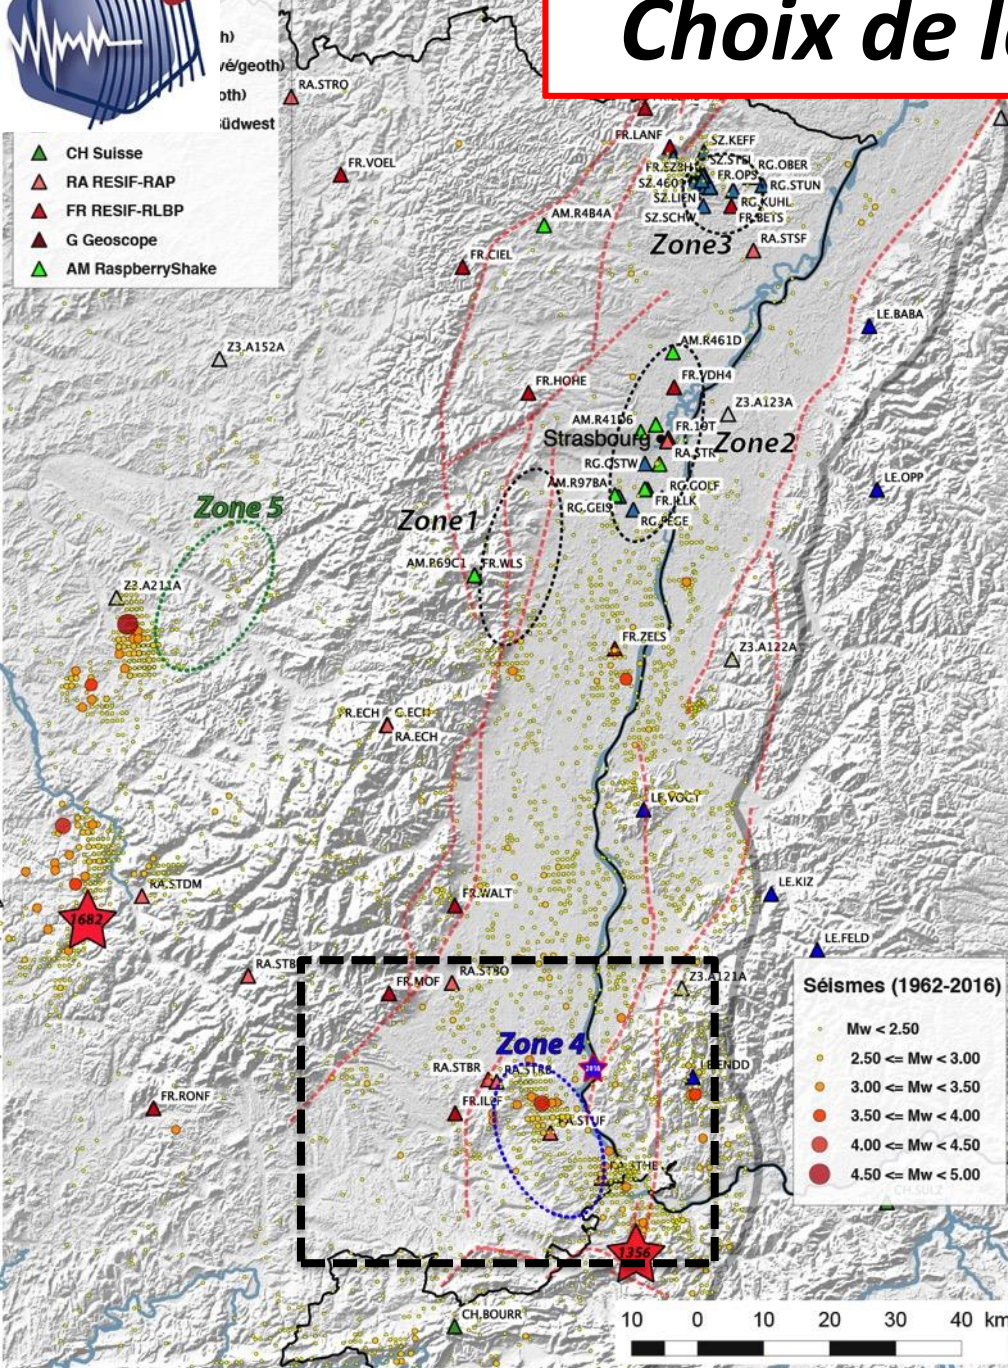 Choix de l
h)
vé/geoth)
oth)
Südwest
CH Suisse
RA RESIF-RAP
FR RESIF-RLBP
G Geoscope
AM RaspberryShake
RA.STRO
FR.VOEL
FR.LANF
SZ.KEFF
SZ.STEI
RG.OBER
FR.OPS
RG.STUN
SZ.LIEN
RG.KUHL
SZ.SCHW
FR.BETS
Zone3
RA.STSF
AM.R4B4A
FR.CIEL
LE.BABA
Z3.A152A
AM.R461D
FR.HOHE
FR.VDH4
Z3.A123A
AM.R41D6
Strasbourg
RA.STR
Zone2
RG.OSTW
AM.R97BA
RG.GOLF
LE.OPP
RG.GEIS
FR.ILLK
RG.PEGE
Zone 5
Zone1
AM.P69C1
FR.WLS
Z3.A211A
FR.ZELS
Z3.A122A
RA.ECH
LE.VOGT
RA.STDM
LE.KIZ
1682
FR.WALT
LE.FELD
FR.MOF
RA.STBO
Z3.A121A
Séismes (1962-2016)
Mw < 2.50
2.50 <= Mw < 3.00
3.00 <= Mw < 3.50
3.50 <= Mw < 4.00
4.00 <= Mw < 4.50
4.50 <= Mw < 5.00
Zone 4
RA.STBR
FR.RONF
RA.STUF
1356
CH.BOURR
10 0 10 20 30 40 km